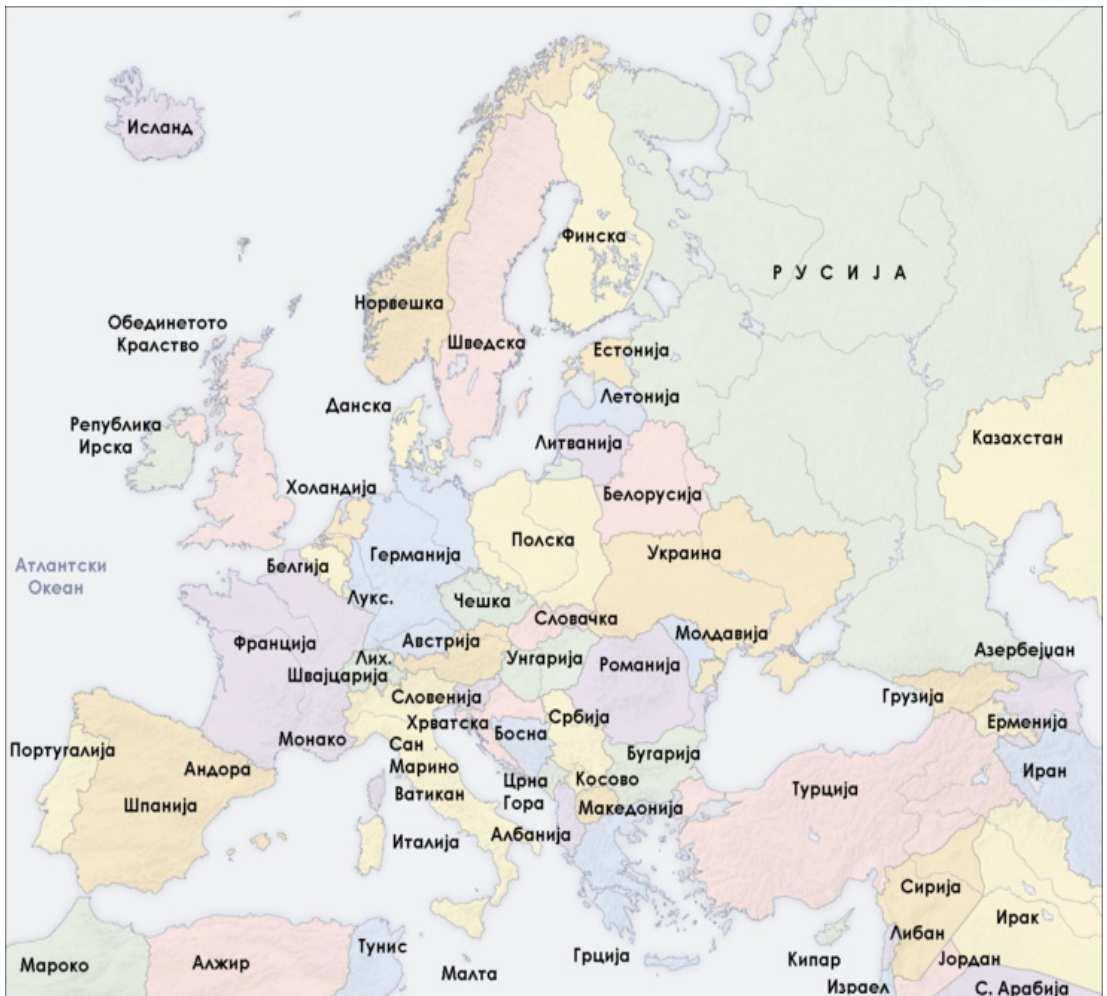 Исланд
Финска
РУСИЈА
Норвешка
Обединетото
Кралство
Шведска
Естонија
Летонија
Данска
Република
Ирска
Литванија
Казахстан
Холандија
Белорусија
Полска
Германија
Украина
Атлантски
Океан
Белгија
Лукс.
Чешка
Словачка
Молдавија
Франција
Австрија
Лих.
Унгарија
Романија
Азербејџан
Швајцарија
Словенија
Грузија
Србија
Хрватска
Босна
Ерменија
Монако
Португалија
Сан
Марино
Бугарија
Андора
Иран
Црна
Гора
Косово
Турција
Ватикан
Шпанија
Македонија
Албанија
Италија
Сирија
Ирак
Либан
Тунис
Грција
Кипар
Јордан
Мароко
Алжир
Малта
Израел
С. Арабија